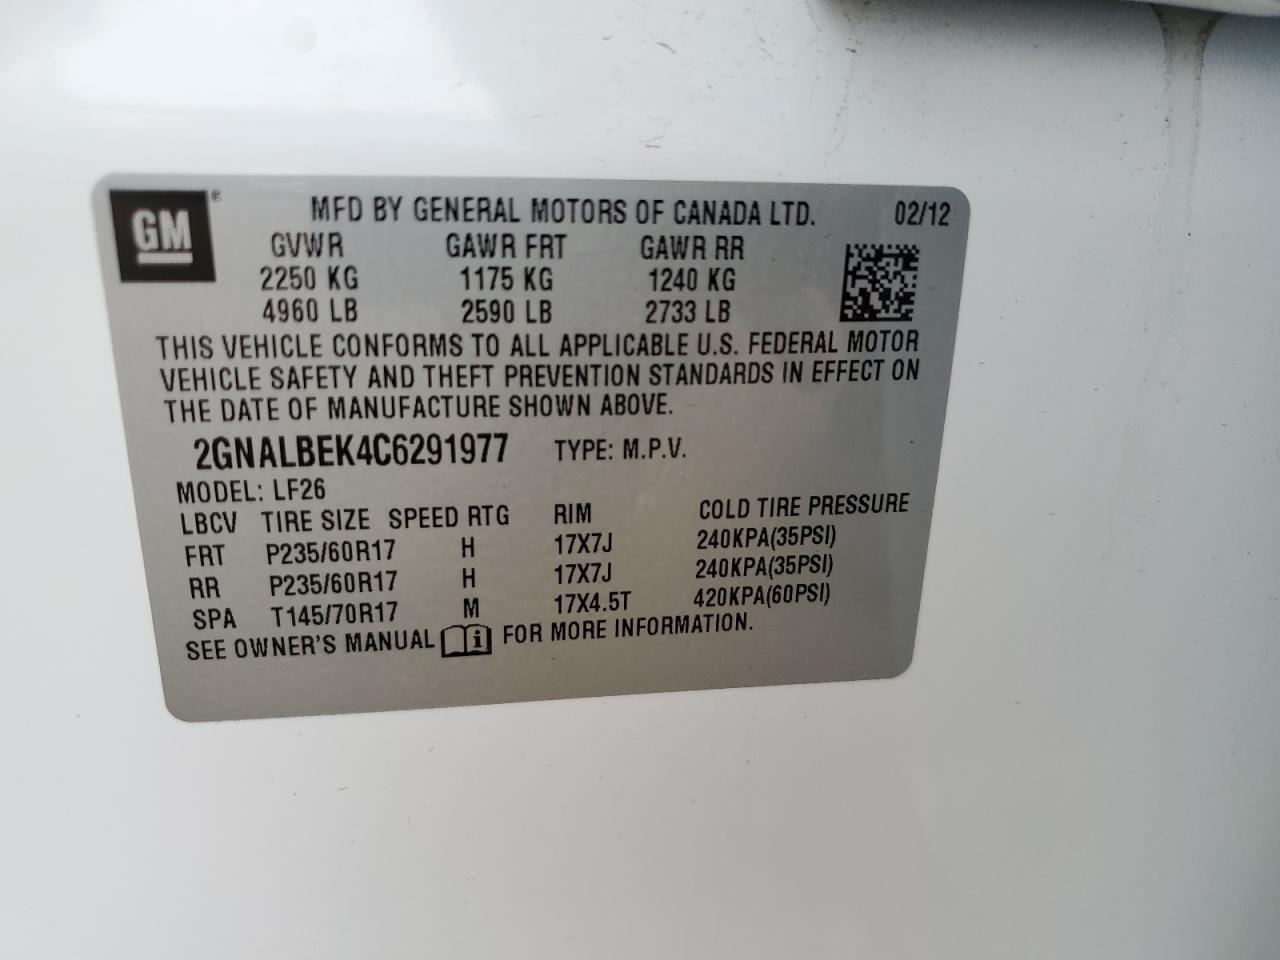 GM ®
MFD BY GENERAL MOTORS OF CANADA LTD. 02/12
GVWR GAWR FRT GAWR RR
2250 KG 1175 KG 1240 KG
4960 LB 2590 LB 2733 LB
THIS VEHICLE CONFORMS TO ALL APPLICABLE U.S. FEDERAL MOTOR
VEHICLE SAFETY AND THEFT PREVENTION STANDARDS IN EFFECT ON
THE DATE OF MANUFACTURE SHOWN ABOVE.
2GNALBEK4C6291977 TYPE: M.P.V.
MODEL: LF26
LBCV TIRE SIZE SPEED RTG RIM COLD TIRE PRESSURE
FRT P235/60R17 H 17X7J 240KPA(35PSI)
RR P235/60R17 H 17X7J 240KPA(35PSI)
SPA T145/70R17 M 17X4.5T 420KPA(60PSI)
SEE OWNER'S MANUAL i FOR MORE INFORMATION.